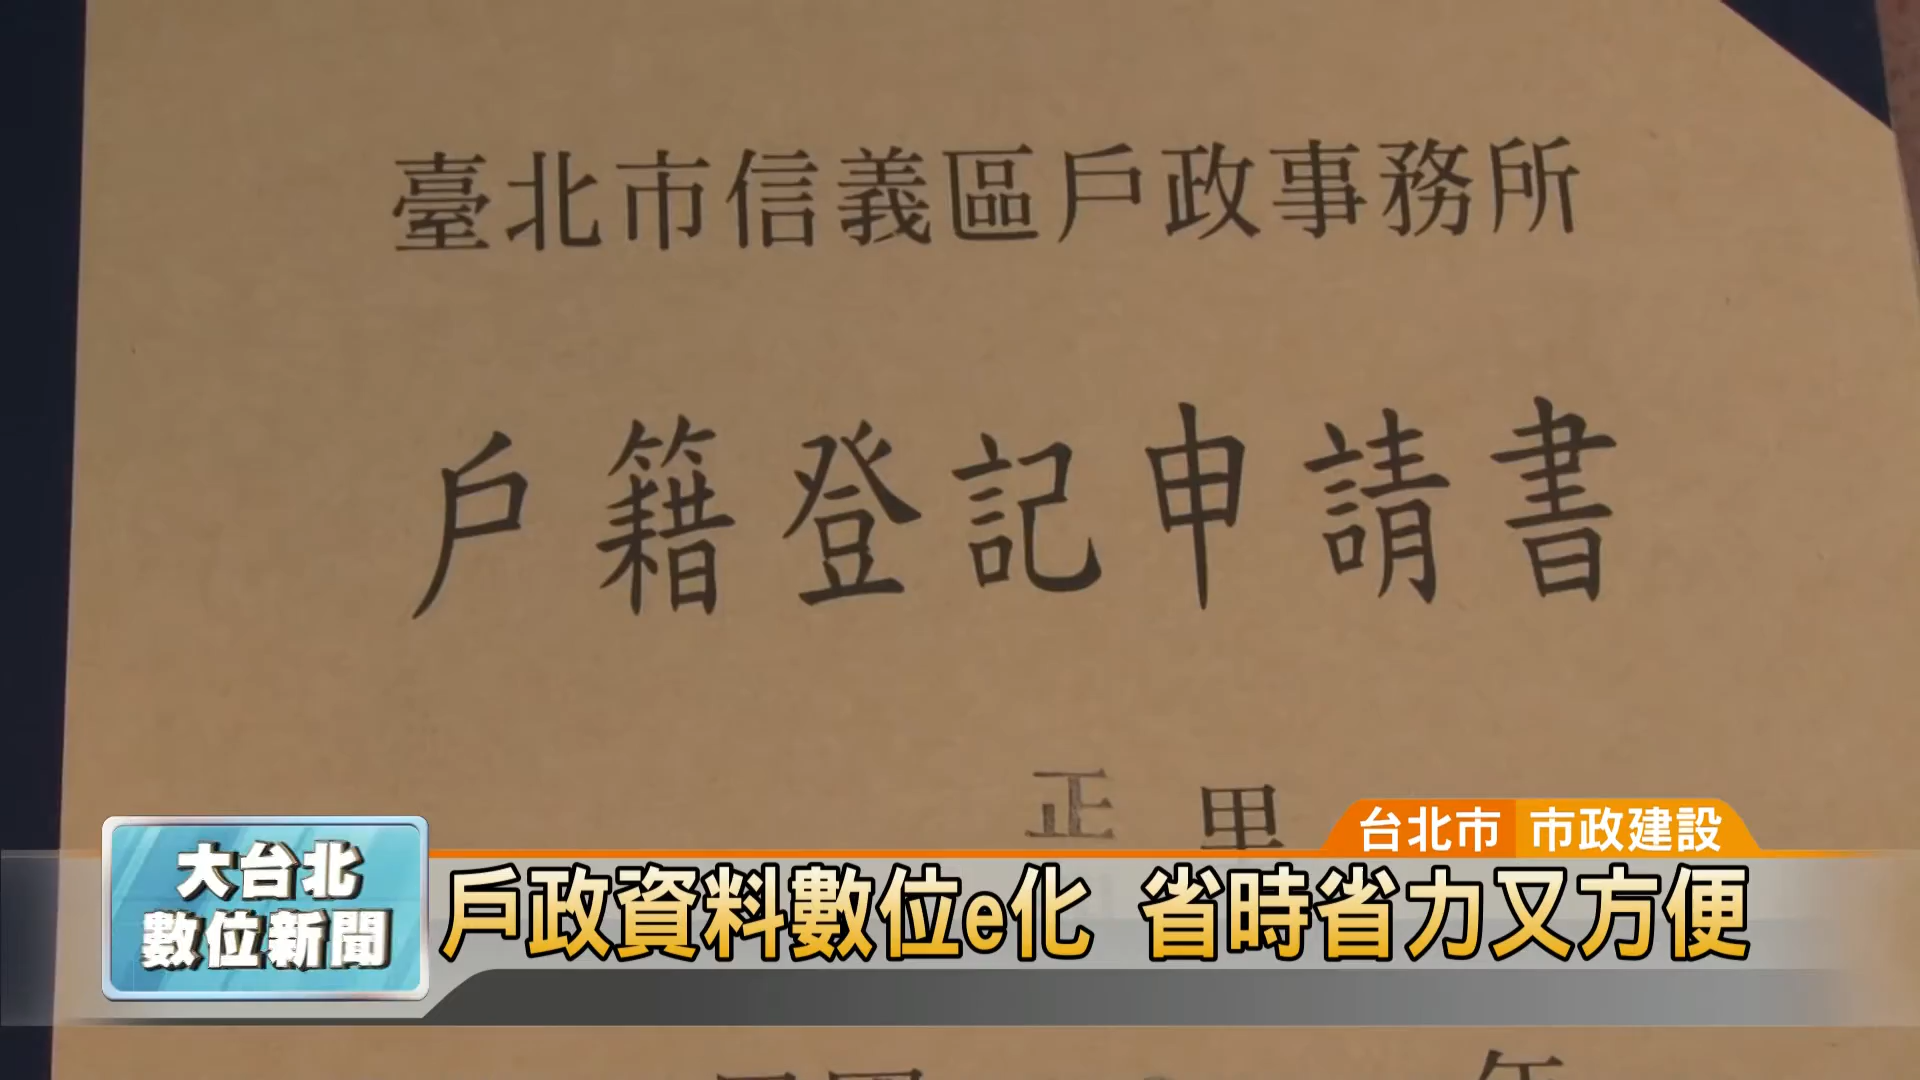 臺北市信義區戶政事務所
戶籍登記申請書
正 里
台北市 市政建設
大台北
數位新聞
戶政資料數位e化 省時省力又方便